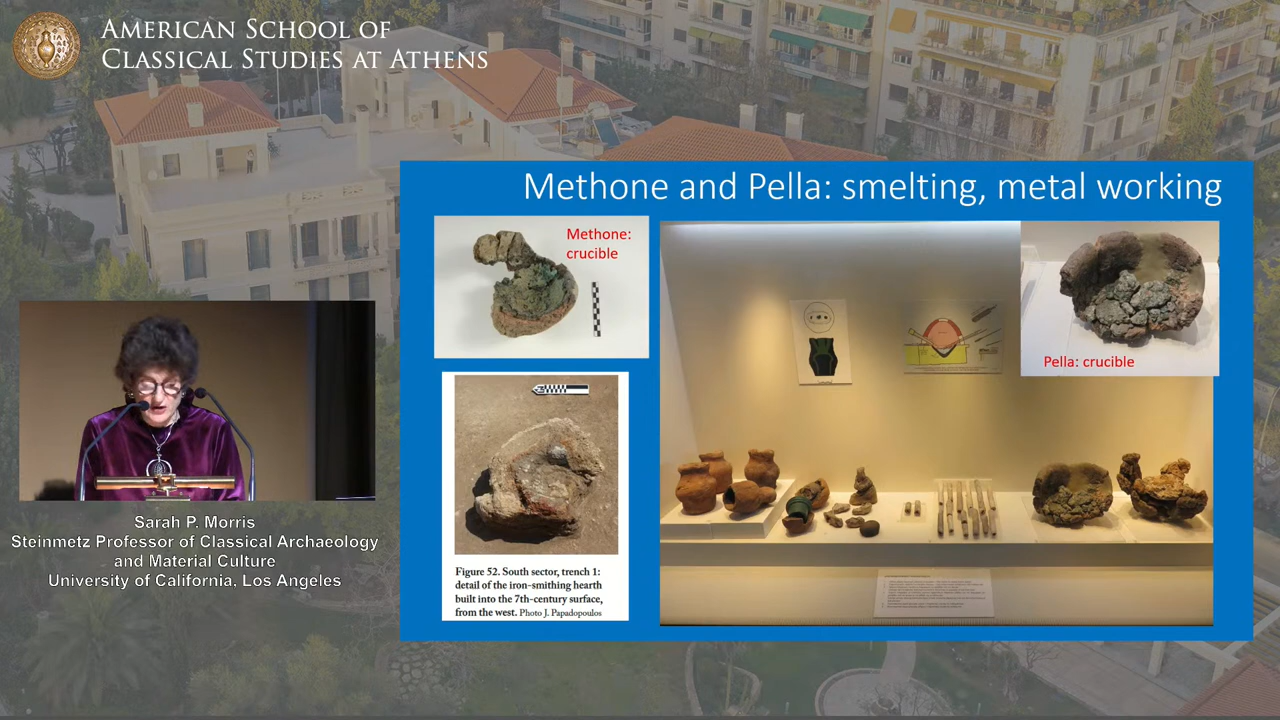 AMERICAN SCHOOL OF
CLASSICAL STUDIES AT ATHENS
Methone and Pella: smelting, metal working
Methone:
crucible
Pella: crucible
Figure 52. South sector, trench 1:
detail of the iron-smithing hearth
built into the 7th-century surface,
from the west. Photo J. Papadopoulos
Sarah P. Morris
Steinmetz Professor of Classical Archaeology
and Material Culture
University of California, Los Angeles